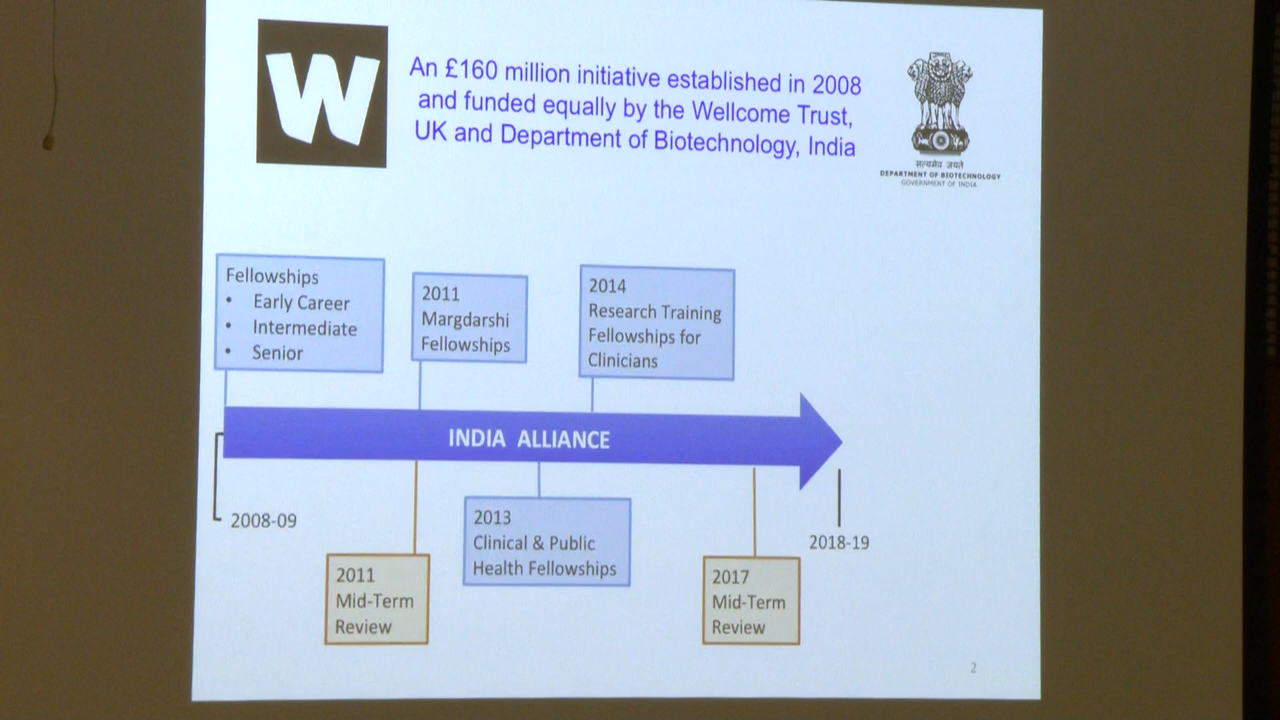 W
An £160 million initiative established in 2008
and funded equally by the Wellcome Trust,
UK and Department of Biotechnology, India
सत्यमेव जयते
DEPARTMENT OF BIOTECHNOLOGY
GOVERNMENT OF INDIA
Fellowships
• Early Career
• Intermediate
• Senior
2011
Margdarshi
Fellowships
2014
Research Training
Fellowships for
Clinicians
INDIA ALLIANCE
2008-09
2011
Mid-Term
Review
2013
Clinical & Public
Health Fellowships
2017
Mid-Term
Review
2018-19
2